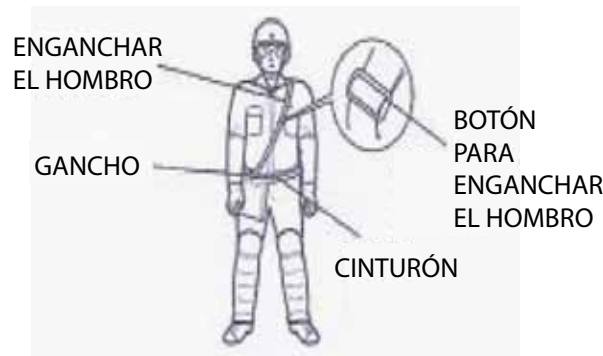 ENGANCHAR
EL HOMBRO
GANCHO
BOTÓN
PARA
ENGANCHAR
EL HOMBRO
CINTURÓN